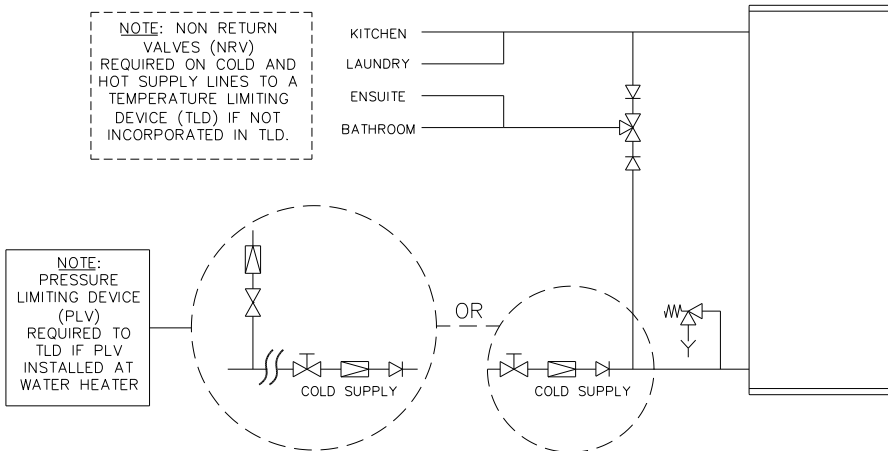 NOTE: NON RETURN
VALVES (NRV)
REQUIRED ON COLD AND
HOT SUPPLY LINES TO A
TEMPERATURE LIMITING
DEVICE (TLD) IF NOT
INCORPORATED IN TLD.
KITCHEN
LAUNDRY
ENSUITE
BATHROOM
NOTE:
PRESSURE
LIMITING DEVICE
(PLV)
REQUIRED TO
TLD IF PLV
INSTALLED AT
WATER HEATER
OR
COLD SUPPLY
COLD SUPPLY